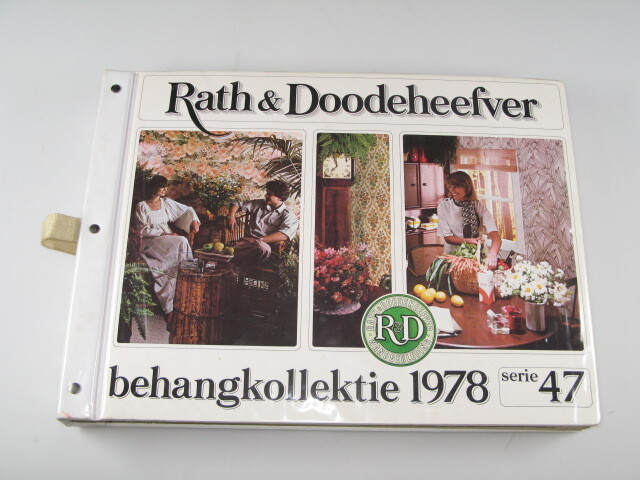 Rath & Doodeheefver
R&D
behangkollektie 1978
serie 47